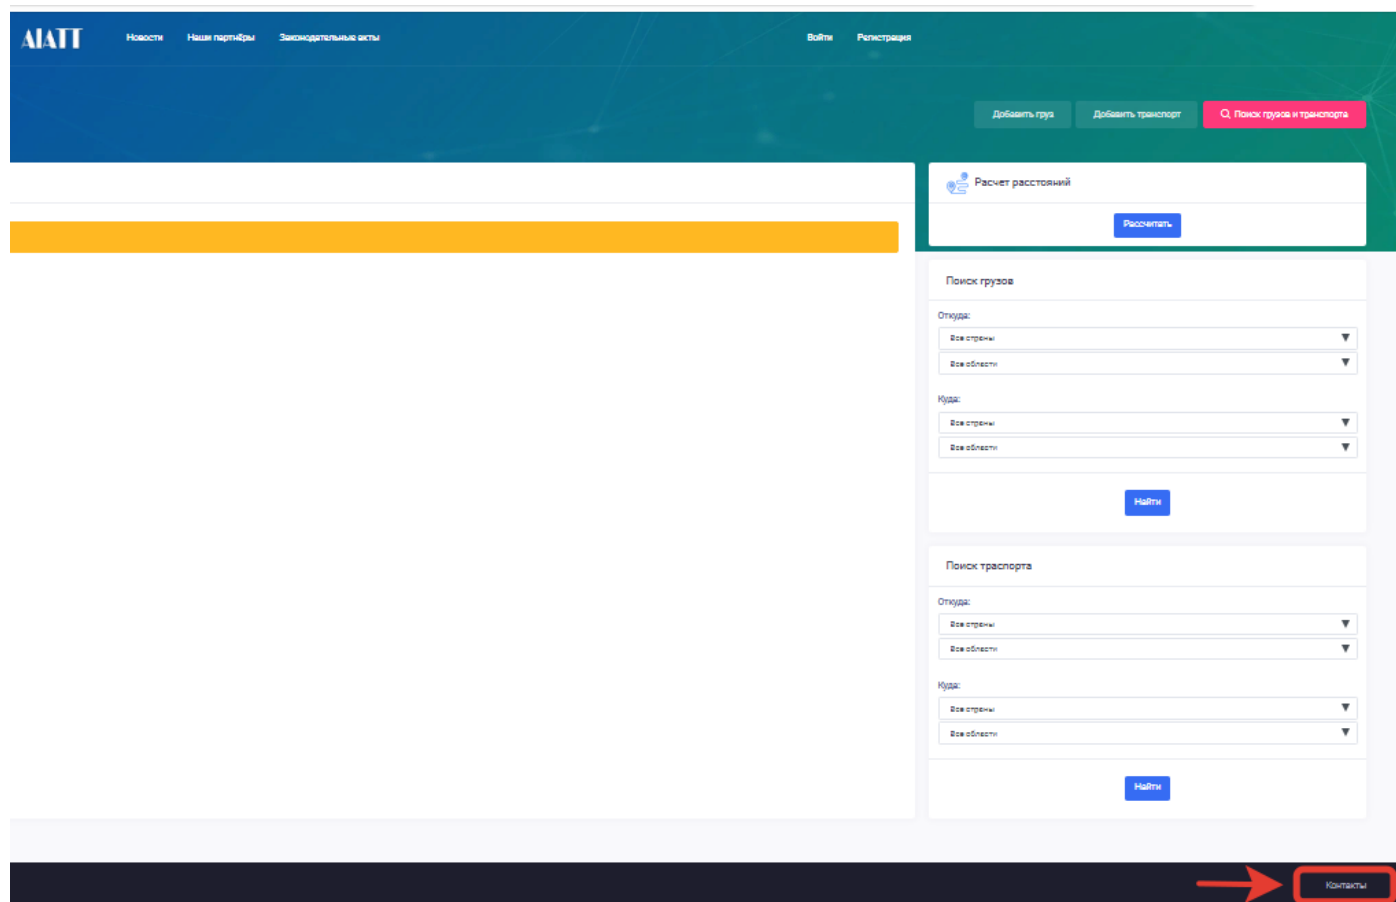 AIATT Новости Наши партнёры Законодательные акты Войти Регистрация
Добавить груз Добавить транспорт Поиск грузов и транспорта
Расчет расстояний
Рассчитать
Поиск грузов
Откуда:
Все страны
Все области
Куда:
Все страны
Все области
Найти
Поиск траспорта
Откуда:
Все страны
Все области
Куда:
Все страны
Все области
Найти
Контакты